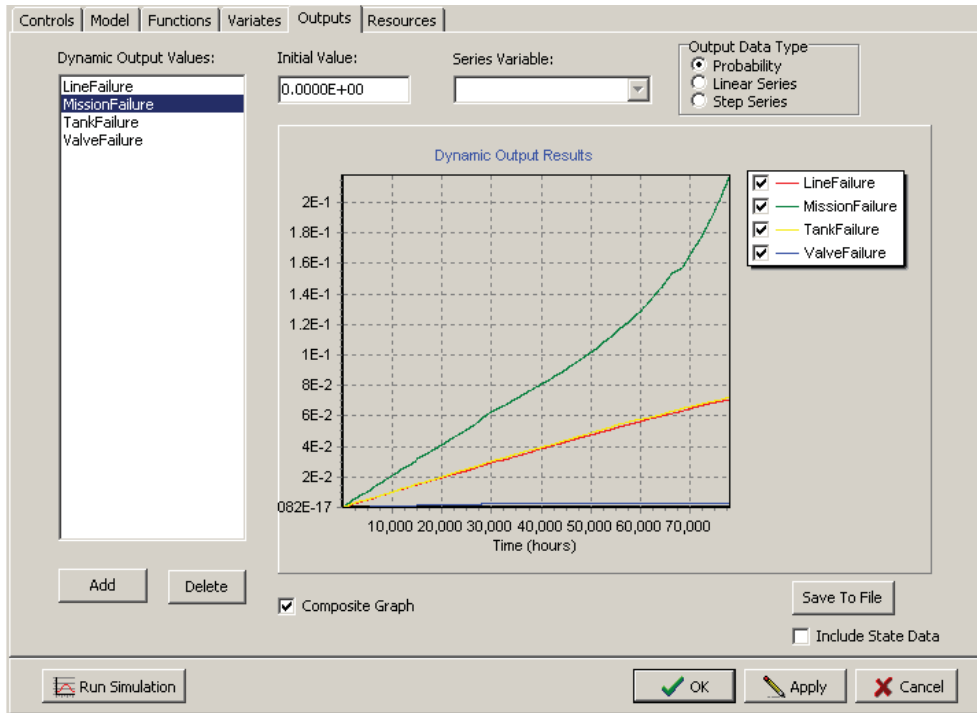 Controls Model Functions Variates Outputs Resources
Dynamic Output Values:
LineFailure
MissionFailure
TankFailure
ValveFailure
Initial Value:
0.0000E+00
Series Variable:
Output Data Type
Probability
Linear Series
Step Series
Dynamic Output Results
2E-1
1.8E-1
1.6E-1
1.4E-1
1.2E-1
1E-1
8E-2
6E-2
4E-2
2E-2
082E-17
10,000 20,000 30,000 40,000 50,000 60,000 70,000
Time (hours)
LineFailure
MissionFailure
TankFailure
ValveFailure
Add Delete
Composite Graph
Save To File
Include State Data
Run Simulation
OK Apply Cancel